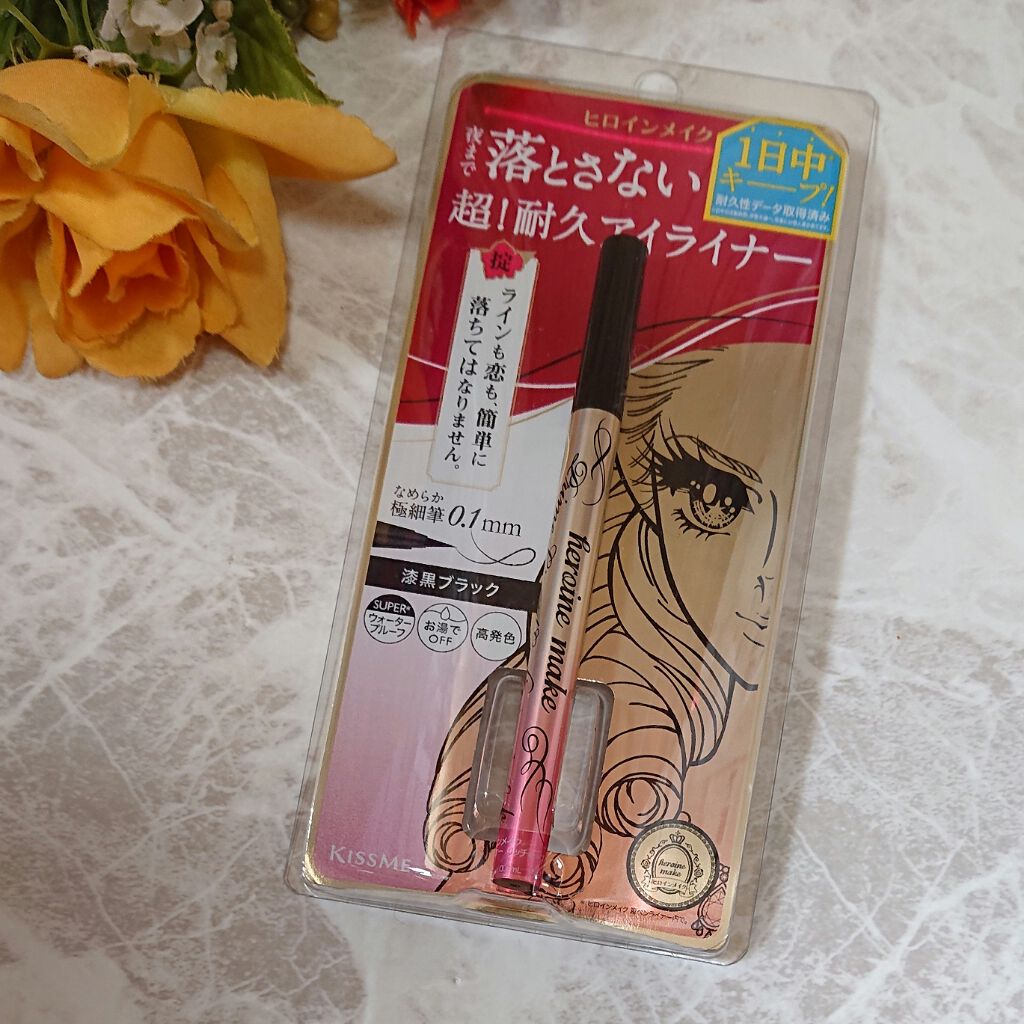 ヒロインメイク
夜まで
落とさない
超!耐久アイライナー
1日中
キープ!
耐久性データ取得済み
掟
ラインも恋も、簡単に
落ちてはなりません。
なめらか
極細筆0.1mm
漆黒ブラック
SUPER※
ウォーター
プルーフ
お湯で
OFF
高発色
heroine make
KISSME
heroine
make
ヒロインメイク